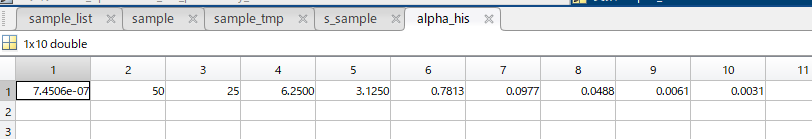 sample_list sample sample_tmp s_sample alpha_his
1x10 double
1 2 3 4 5 6 7 8 9 10 11
1 7.4506e-07 50 25 6.2500 3.1250 0.7813 0.0977 0.0488 0.0061 0.0031
2
3